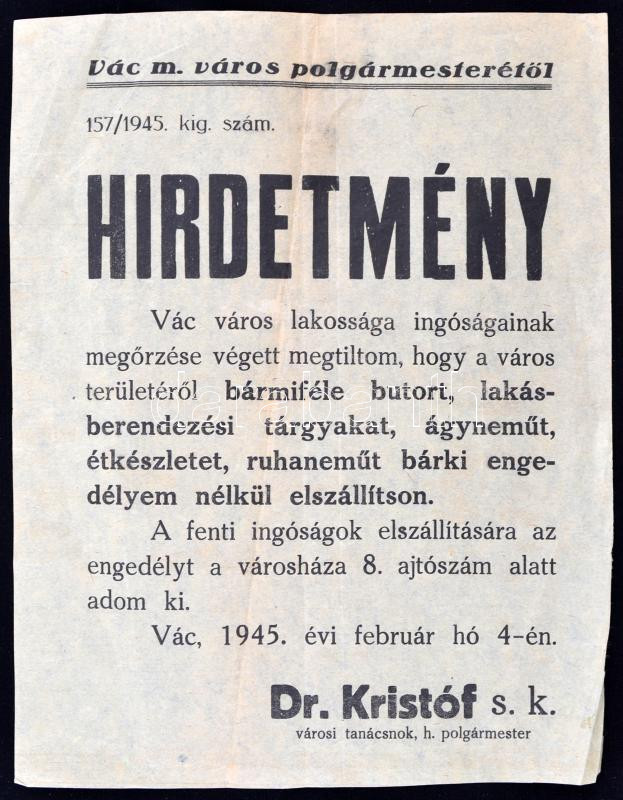 Vác m. város polgármesterétől
157/1945. kig. szám.
HIRDETMÉNY
Vác város lakossága ingóságainak
megőrzése végett megtiltom, hogy a város
területéről bármiféle butort, lakás-
berendezési tárgyakat, ágyneműt,
étkészletet, ruhaneműt bárki enge-
délyem nélkül elszállítson.
A fenti ingóságok elszállítására az
engedélyt a városháza 8. ajtószám alatt
adom ki.
Vác, 1945. évi február hó 4-én.
Dr. Kristóf s. k.
városi tanácsnok, h. polgármester